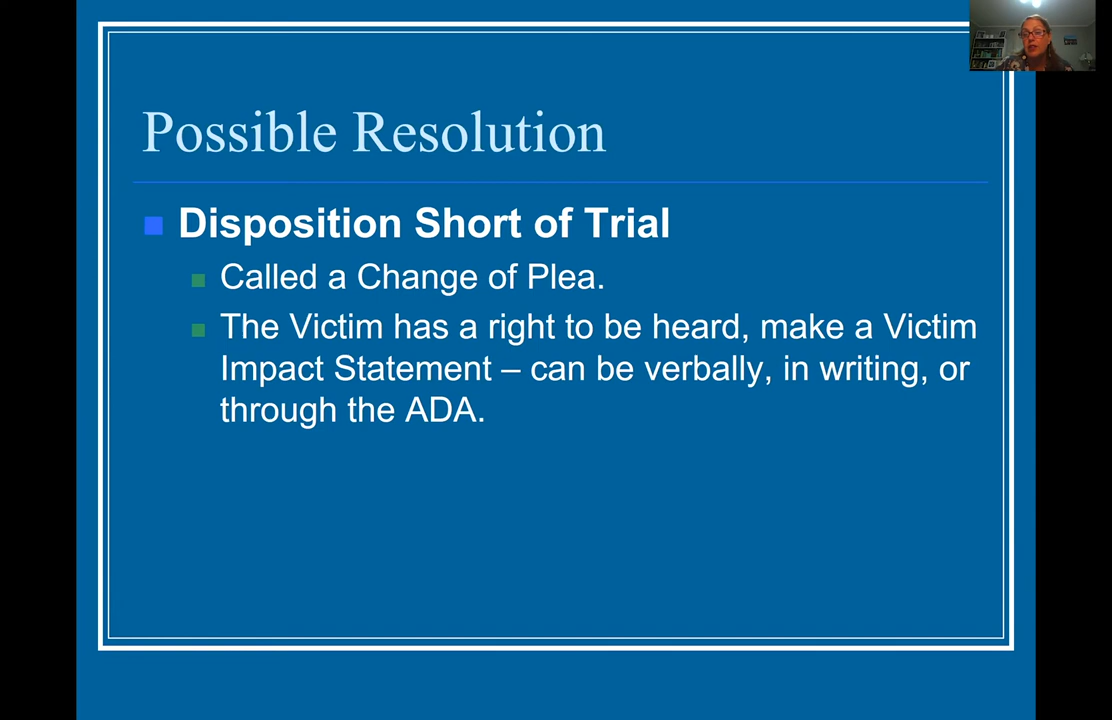 Possible Resolution
Disposition Short of Trial
Called a Change of Plea.
The Victim has a right to be heard, make a Victim
Impact Statement – can be verbally, in writing, or
through the ADA.